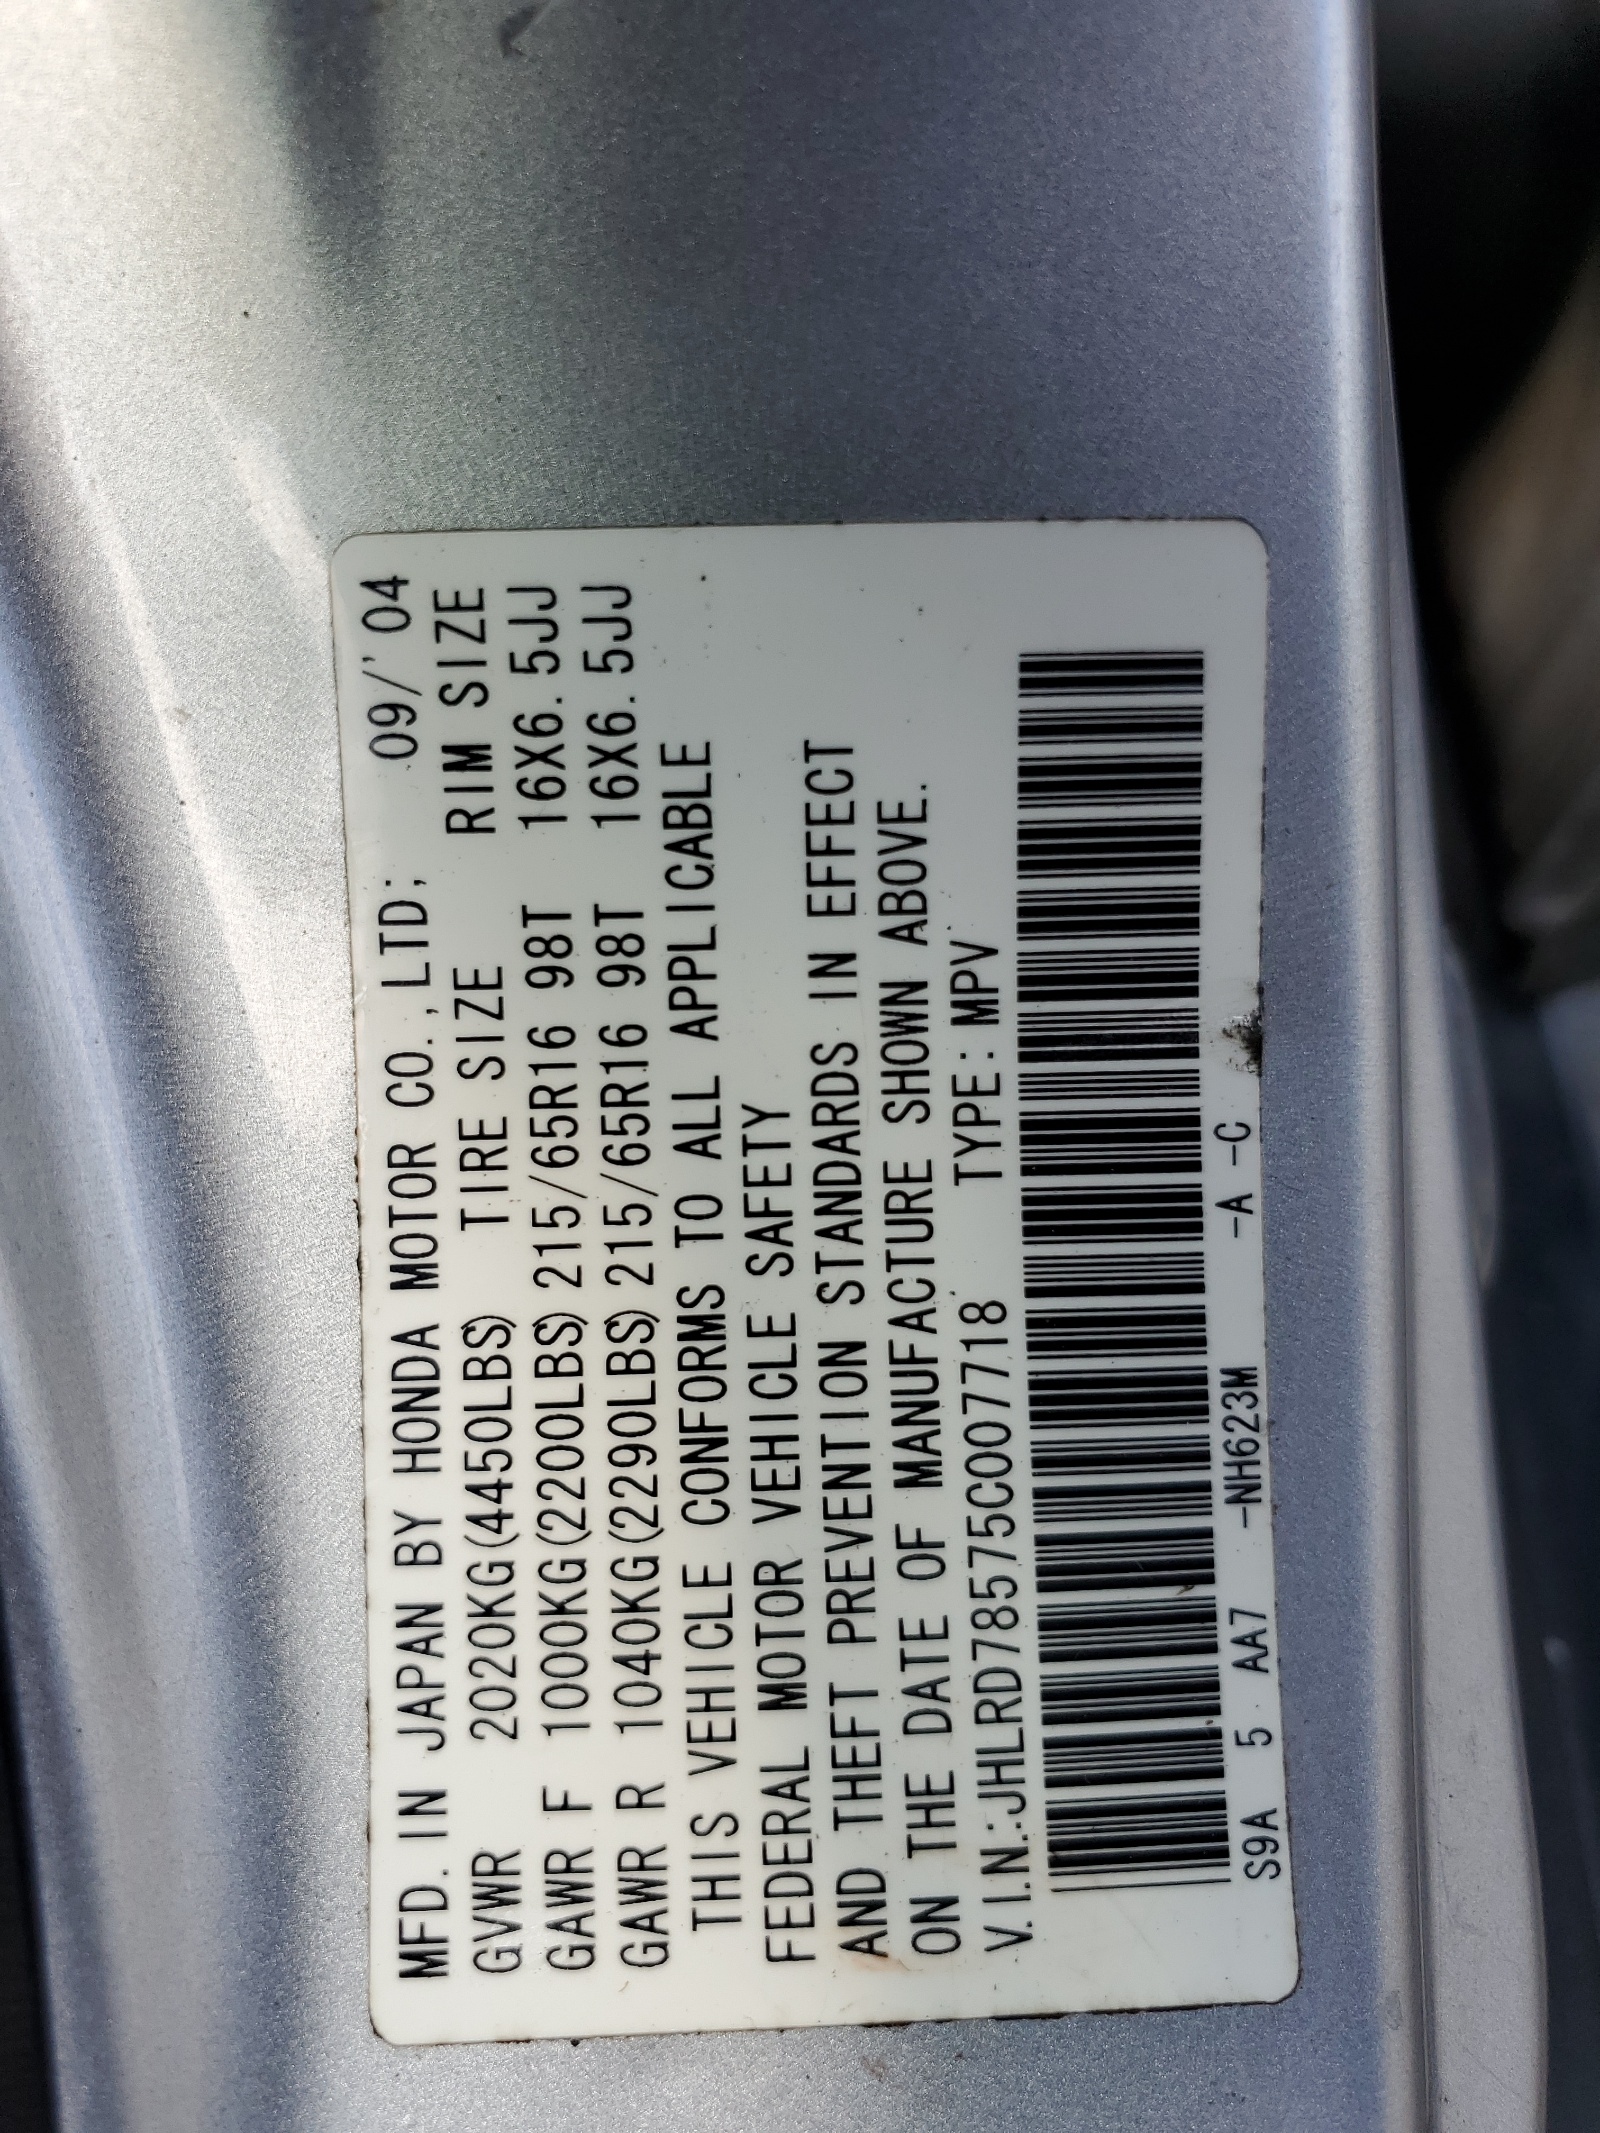 MFD. IN JAPAN BY HONDA MOTOR CO.,LTD; 09/'04
GVWR 2020KG(4450LBS) TIRE SIZE RIM SIZE
GAWR F 1000KG(2200LBS) 215/65R16 98T 16X6.5JJ
GAWR R 1040KG(2290LBS) 215/65R16 98T 16X6.5JJ
THIS VEHICLE CONFORMS TO ALL APPLICABLE
FEDERAL MOTOR VEHICLE SAFETY
AND THEFT PREVENTION STANDARDS IN EFFECT
ON THE DATE OF MANUFACTURE SHOWN ABOVE.
V.I.N.:JHLRD78575C007718 TYPE:MPV
S9A 5 AA7 -NH623M -A -C